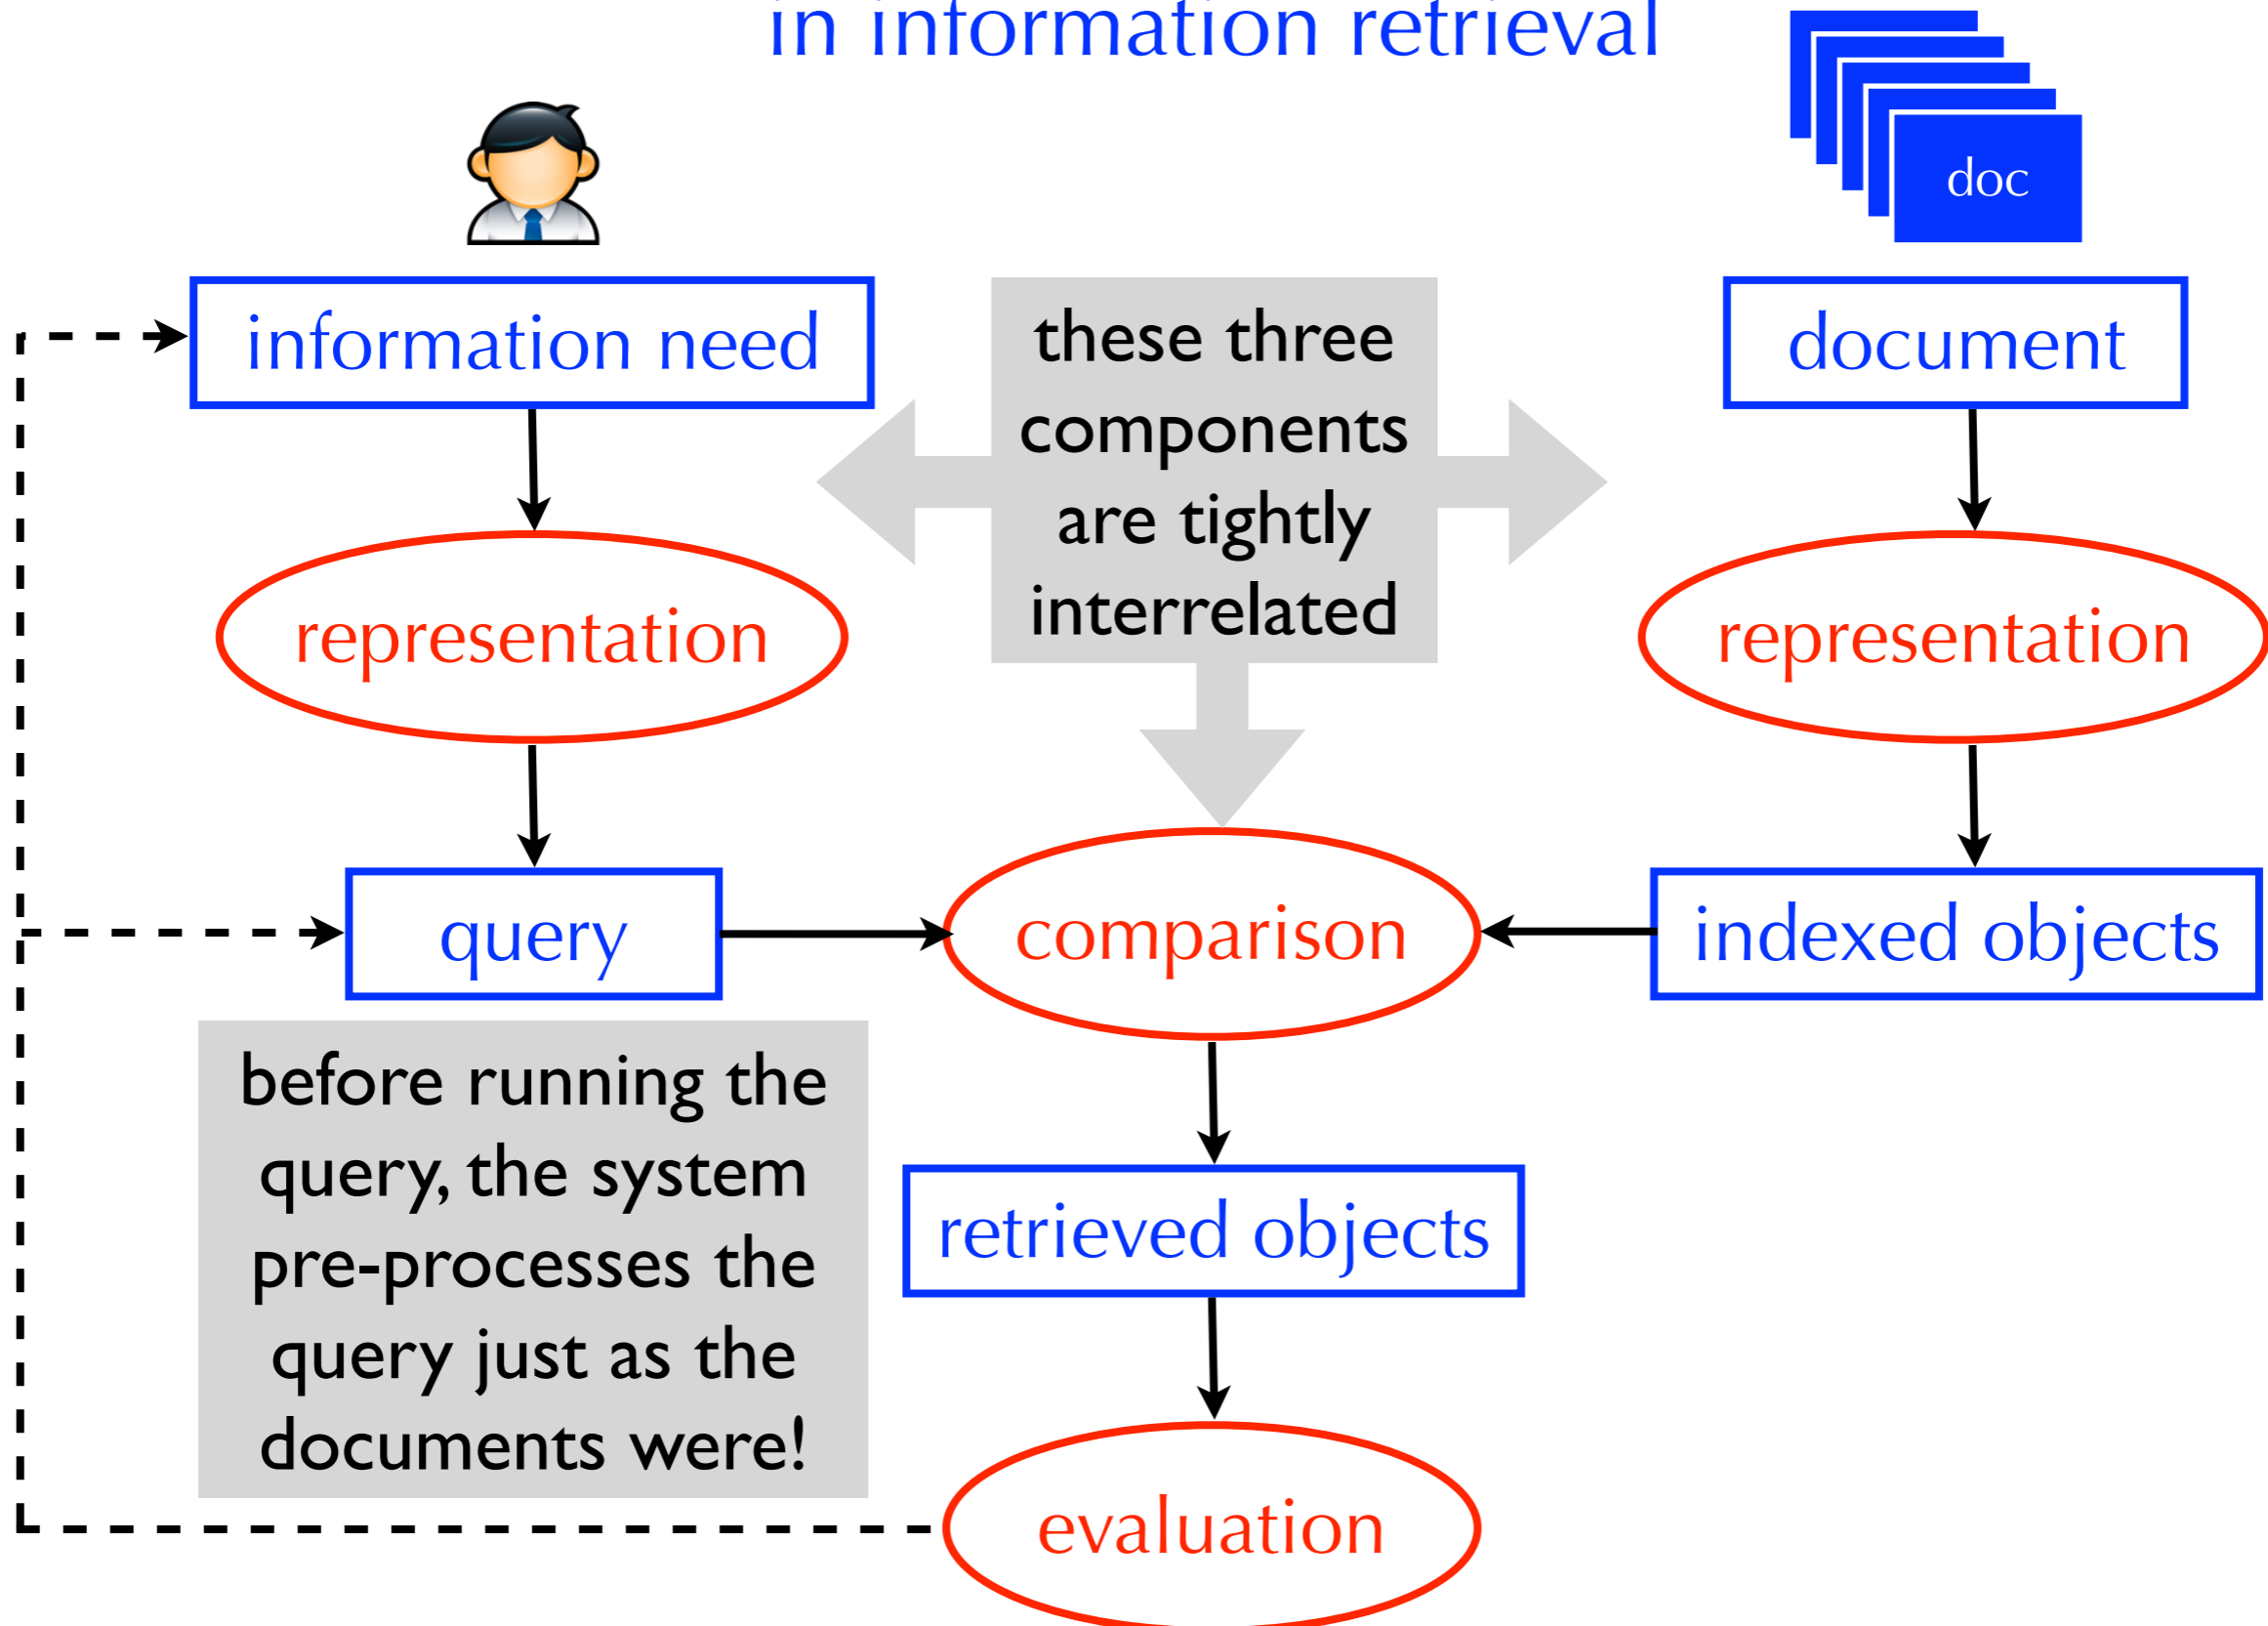 in information retrieval
doc
information need
these three
components
are tightly
interrelated
document
representation
representation
query
comparison
indexed objects
before running the
query, the system
pre-processes the
query just as the
documents were!
retrieved objects
evaluation